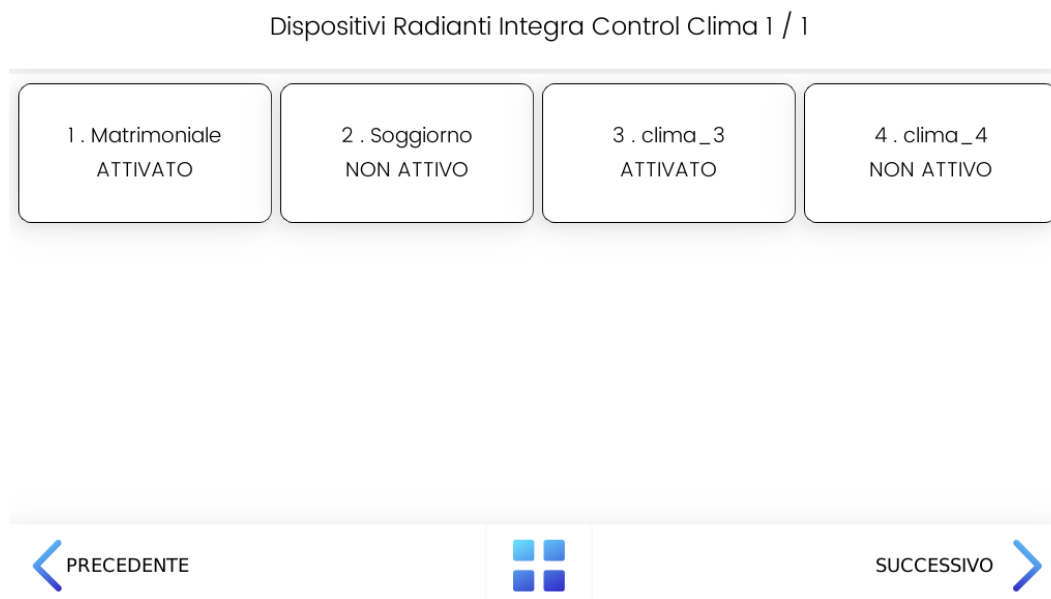 Dispositivi Radianti Integra Control Clima 1 / 1
1 . Matrimoniale
ATTIVATO
2 . Soggiorno
NON ATTIVO
3 . clima_3
ATTIVATO
4 . clima_4
NON ATTIVO
PRECEDENTE
SUCCESSIVO